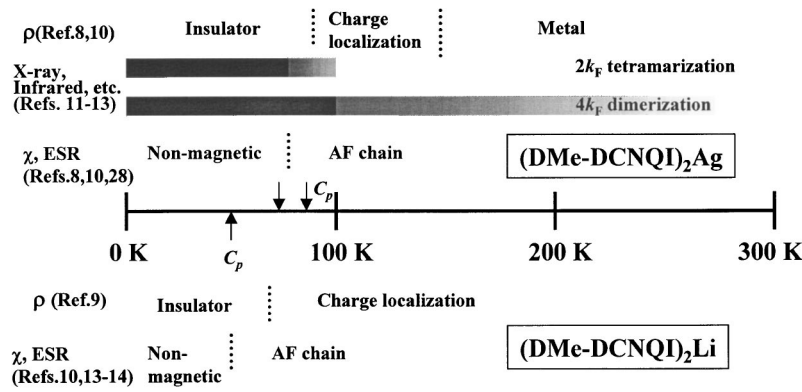 ρ(Ref.8,10) Insulator Charge localization Metal
X-ray, Infrared, etc. (Refs. 11-13)
2kF tetramarization
4kF dimerization
χ, ESR (Refs.8,10,28) Non-magnetic AF chain (DMe-DCNQI)2Ag
Cp
0 K 100 K 200 K 300 K
Cp
ρ (Ref.9) Insulator Charge localization
χ, ESR (Refs.10,13-14) Non-magnetic AF chain (DMe-DCNQI)2Li